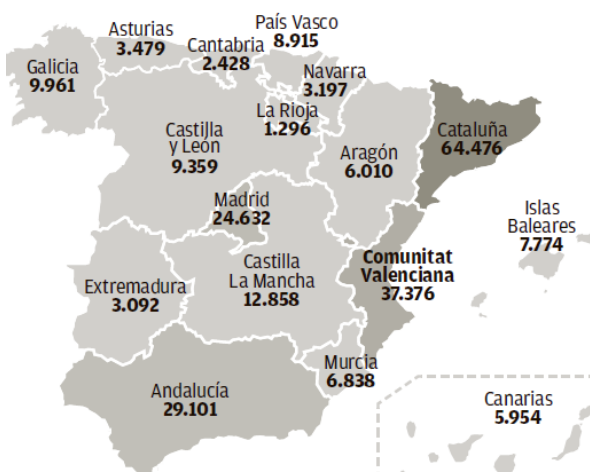 Asturias
3.479
País Vasco
8.915
Cantabria
2.428
Galicia
9.961
Navarra
3.197
La Rioja
1.296
Castilla
y León
9.359
Aragón
6.010
Cataluña
64.476
Madrid
24.632
Islas
Baleares
7.774
Comunitat
Valenciana
37.376
Castilla
La Mancha
12.858
Extremadura
3.092
Murcia
6.838
Andalucía
29.101
Canarias
5.954